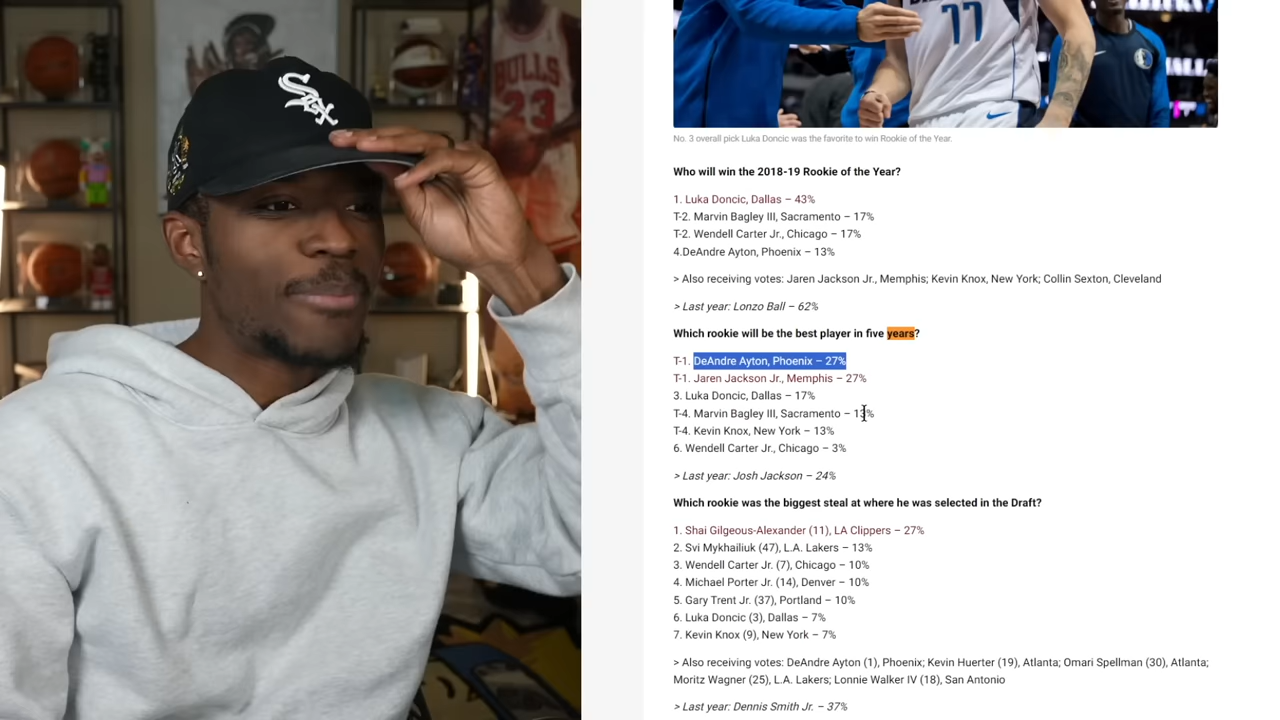 Sox
BULLS
23
77
No. 3 overall pick Luka Doncic was the favorite to win Rookie of the Year.
Who will win the 2018-19 Rookie of the Year?
1. Luka Doncic, Dallas – 43%
T-2. Marvin Bagley III, Sacramento – 17%
T-2. Wendell Carter Jr., Chicago – 17%
4.DeAndre Ayton, Phoenix – 13%
> Also receiving votes: Jaren Jackson Jr., Memphis; Kevin Knox, New York; Collin Sexton, Cleveland
> Last year: Lonzo Ball – 62%
Which rookie will be the best player in five years?
T-1. DeAndre Ayton, Phoenix – 27%
T-1. Jaren Jackson Jr., Memphis – 27%
3. Luka Doncic, Dallas – 17%
T-4. Marvin Bagley III, Sacramento – 13%
T-4. Kevin Knox, New York – 13%
6. Wendell Carter Jr., Chicago – 3%
> Last year: Josh Jackson – 24%
Which rookie was the biggest steal at where he was selected in the Draft?
1. Shai Gilgeous-Alexander (11), LA Clippers – 27%
2. Svi Mykhailiuk (47), L.A. Lakers – 13%
3. Wendell Carter Jr. (7), Chicago – 10%
4. Michael Porter Jr. (14), Denver – 10%
5. Gary Trent Jr. (37), Portland – 10%
6. Luka Doncic (3), Dallas – 7%
7. Kevin Knox (9), New York – 7%
> Also receiving votes: DeAndre Ayton (1), Phoenix; Kevin Huerter (19), Atlanta; Omari Spellman (30), Atlanta;
Moritz Wagner (25), L.A. Lakers; Lonnie Walker IV (18), San Antonio
> Last year: Dennis Smith Jr. – 37%